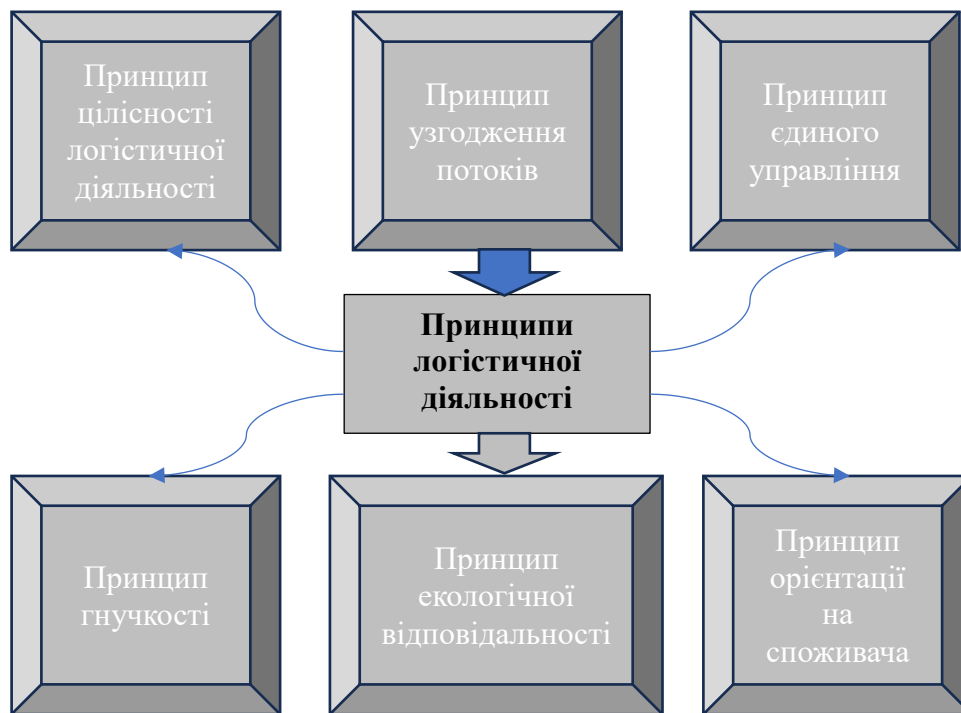 Принцип
цілісності
логістичної
діяльності
Принцип
узгодження
потоків
Принцип
єдиного
управління
Принципи
логістичної
діяльності
Принцип
гнучкості
Принцип
екологічної
відповідальності
Принцип
орієнтації
на
споживача